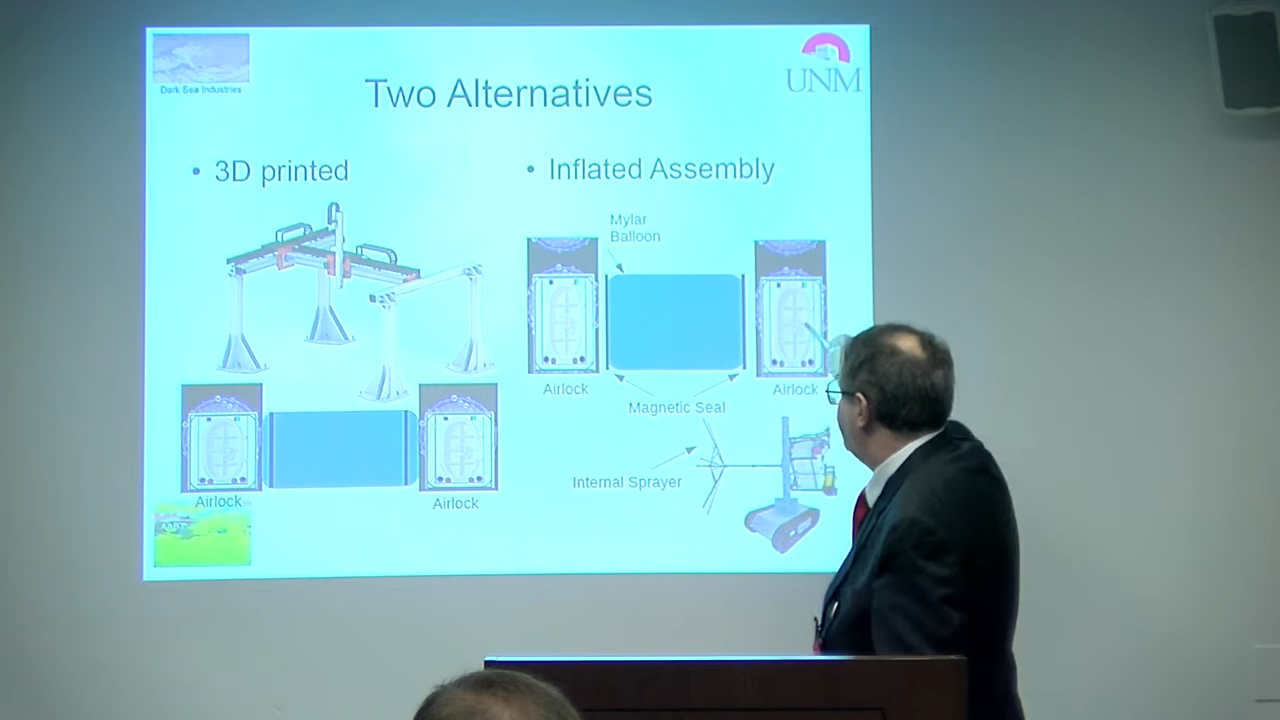 Dark Sea Industries
UNM
Two Alternatives
• 3D printed
• Inflated Assembly
Mylar
Balloon
Airlock
Airlock
Magnetic Seal
Internal Sprayer
Airlock
Airlock